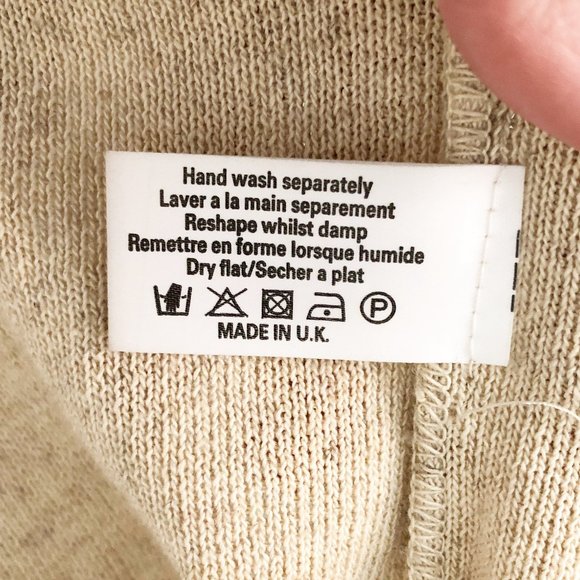 Hand wash separately
Laver a la main separement
Reshape whilst damp
Remettre en forme lorsque humide
Dry flat/Secher a plat
P
MADE IN U.K.